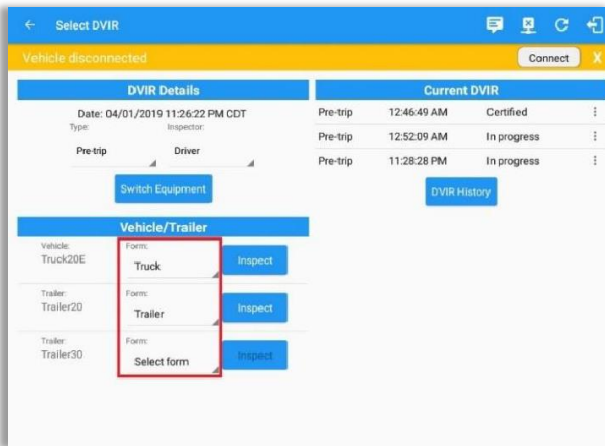 Select DVIR
Vehicle disconnected
Connect X
DVIR Details
Date: 04/01/2019 11:26:22 PM CDT
Type: Inspector:
Pre-trip Driver
Switch Equipment
Vehicle/Trailer
Vehicle: Form:
Truck20E Truck Inspect
Trailer: Form:
Trailer20 Trailer Inspect
Trailer: Form:
Trailer30 Select form Inspect
Current DVIR
Pre-trip 12:46:49 AM Certified
Pre-trip 12:52:09 AM In progress
Pre-trip 11:28:28 PM In progress
DVIR History